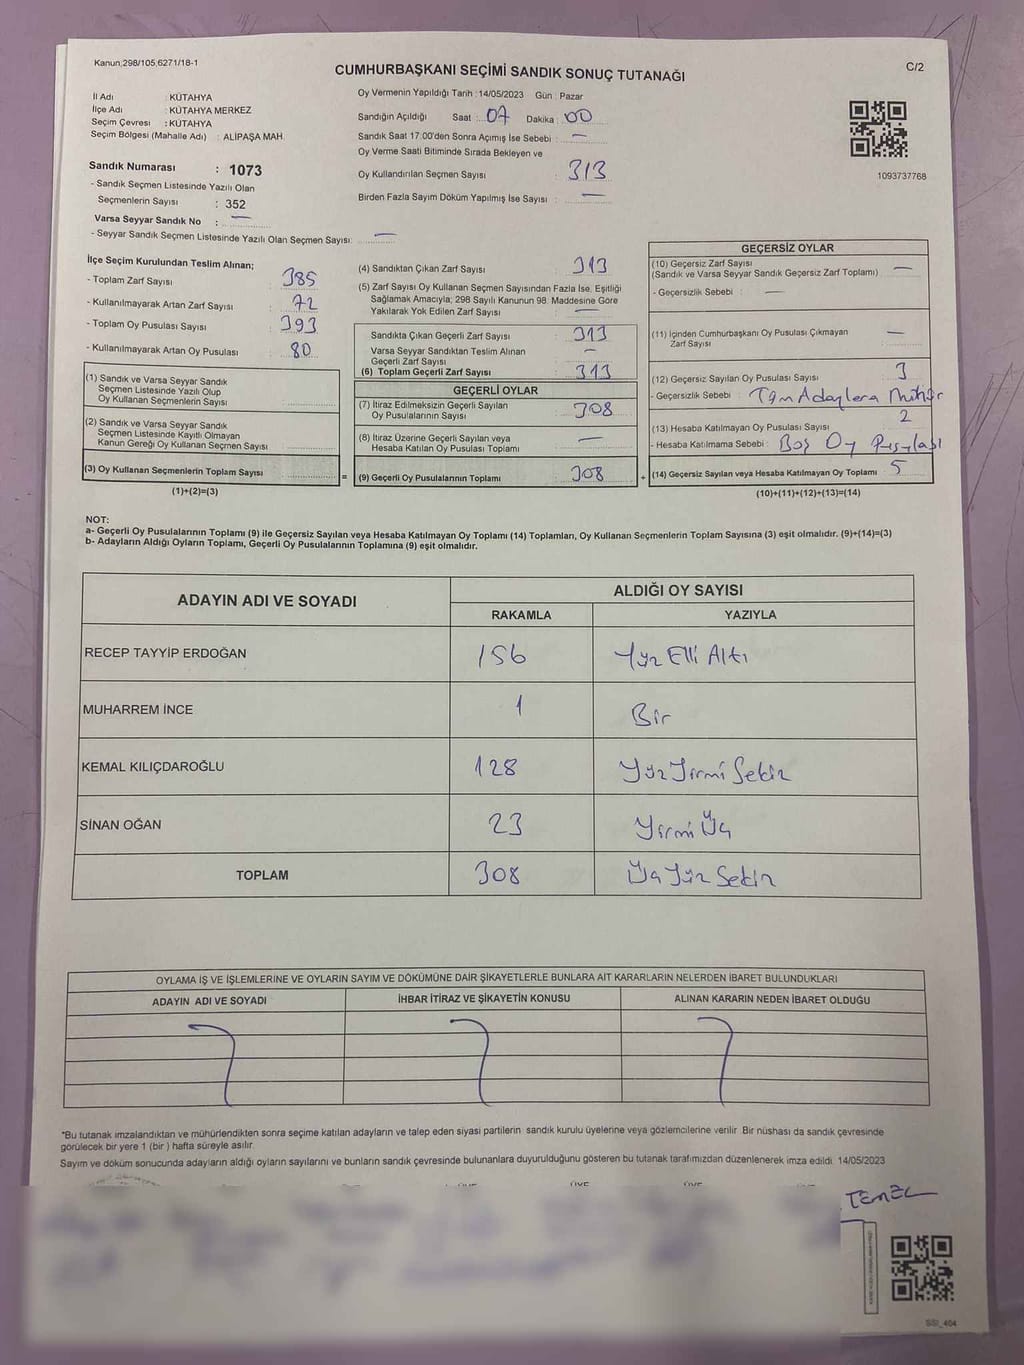 Kanun;298/105,6271/18-1
CUMHURBAŞKANI SEÇİMİ SANDIK SONUÇ TUTANAĞI
C/2
İl Adı : KÜTAHYA
İlçe Adı : KÜTAHYA MERKEZ
Seçim Çevresi : KÜTAHYA
Seçim Bölgesi (Mahalle Adı) : ALİPAŞA MAH.
Oy Vermenin Yapıldığı Tarih : 14/05/2023 Gün : Pazar
Sandığın Açıldığı Saat : 07 Dakika : 00
Sandık Saat 17:00'den Sonra Açımış İse Sebebi : —
Oy Verme Saati Bitiminde Sırada Bekleyen ve
Oy Kullandırılan Seçmen Sayısı : 313
Birden Fazla Sayım Döküm Yapılmış İse Sayısı : —
1093737768
Sandık Numarası : 1073
- Sandık Seçmen Listesinde Yazılı Olan
Seçmenlerin Sayısı : 352
Varsa Seyyar Sandık No : —
- Seyyar Sandık Seçmen Listesinde Yazılı Olan Seçmen Sayısı: —
İlçe Seçim Kurulundan Teslim Alınan;
- Toplam Zarf Sayısı : 385
- Kullanılmayarak Artan Zarf Sayısı : 72
- Toplam Oy Pusulası Sayısı : 393
- Kullanılmayarak Artan Oy Pusulası : 80
(1) Sandık ve Varsa Seyyar Sandık
Seçmen Listesinde Yazılı Olup
Oy Kullanan Seçmenlerin Sayısı :
(2) Sandık ve Varsa Seyyar Sandık
Seçmen Listesinde Kayıtlı Olmayan
Kanun Gereği Oy Kullanan Seçmen Sayısı :
(3) Oy Kullanan Seçmenlerin Toplam Sayısı :
(1)+(2)=(3)
(4) Sandıktan Çıkan Zarf Sayısı : 313
(5) Zarf Sayısı Oy Kullanan Seçmen Sayısından Fazla İse, Eşitliği
Sağlamak Amacıyla; 298 Sayılı Kanunun 98. Maddesine Göre
Yakılarak Yok Edilen Zarf Sayısı : —
Sandıkta Çıkan Geçerli Zarf Sayısı : 313
Varsa Seyyar Sandıktan Teslim Alınan
Geçerli Zarf Sayısı : —
(6) Toplam Geçerli Zarf Sayısı : 313
GEÇERLİ OYLAR
(7) İtiraz Edilmeksizin Geçerli Sayılan
Oy Pusulasının Sayısı : 308
(8) İtiraz Üzerine Geçerli Sayılan veya
Hesaba Katılan Oy Pusulası Toplamı : —
= (9) Geçerli Oy Pusulalarının Toplamı : 308 +
GEÇERSİZ OYLAR
(10) Geçersiz Zarf Sayısı
(Sandık ve Varsa Seyyar Sandık Geçersiz Zarf Toplamı) : —
- Geçersizlik Sebebi : —
(11) İçinden Cumhurbaşkanı Oy Pusulası Çıkmayan
Zarf Sayısı : —
(12) Geçersiz Sayılan Oy Pusulası Sayısı : 3
- Geçersizlik Sebebi : Tüm Adaylara Mühür
(13) Hesaba Katılmayan Oy Pusulası Sayısı : 2
- Hesaba Katılmama Sebebi : Boş Oy Pusulası
(14) Geçersiz Sayılan veya Hesaba Katılmayan Oy Toplamı : 5
(10)+(11)+(12)+(13)=(14)
NOT:
a- Geçerli Oy Pusulalarının Toplamı (9) ile Geçersiz Sayılan veya Hesaba Katılmayan Oy Toplamı (14) Toplamları, Oy Kullanan Seçmenlerin Toplam Sayısına (3) eşit olmalıdır. (9)+(14)=(3)
b- Adayların Aldığı Oyların Toplamı, Geçerli Oy Pusulalarının Toplamına (9) eşit olmalıdır.
ADAYIN ADI VE SOYADI ALDIĞI OY SAYISI
RAKAMLA YAZIYLA
RECEP TAYYİP ERDOĞAN 156 Yüz Elli Altı
MUHARREM İNCE 1 Bir
KEMAL KILIÇDAROĞLU 128 Yüz Yirmi Sekiz
SİNAN OĞAN 23 Yirmi Üç
TOPLAM 308 Üç Yüz Sekiz
OYLAMA İŞ VE İŞLEMLERİNE VE OYLARIN SAYIM VE DÖKÜMÜNE DAİR ŞİKAYETLERLE BUNLARA AİT KARARLARIN NELERDEN İBARET BULUNDUKLARI
ADAYIN ADI VE SOYADI İHBAR İTİRAZ VE ŞİKAYETİN KONUSU ALINAN KARARIN NEDEN İBARET OLDUĞU
*Bu tutanak imzalandıktan ve mühürlendikten sonra seçime katılan adayların ve talep eden siyasi partilerin sandık kurulu üyelerine veya gözlemcilerine verilir. Bir nüshası da sandık çevresinde
görülecek bir yere 1 (bir ) hafta süreyle asılır.
Sayım ve döküm sonucunda adayların aldığı oyların sayılarını ve bunların sandık çevresinde bulunanlara duyurulduğunu gösteren bu tutanak tarafımızdan düzenlenerek imza edildi. 14/05/2023
TEMEL
SSI_404